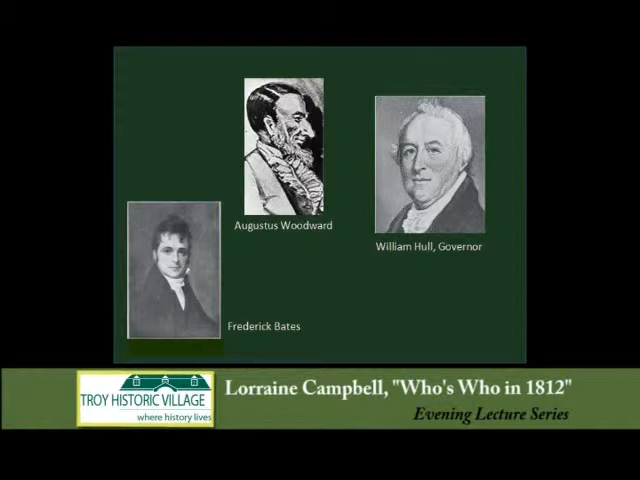 Augustus Woodward
William Hull, Governor
Frederick Bates
TROY HISTORIC VILLAGE
where history lives
Lorraine Campbell, "Who's Who in 1812"
Evening Lecture Series